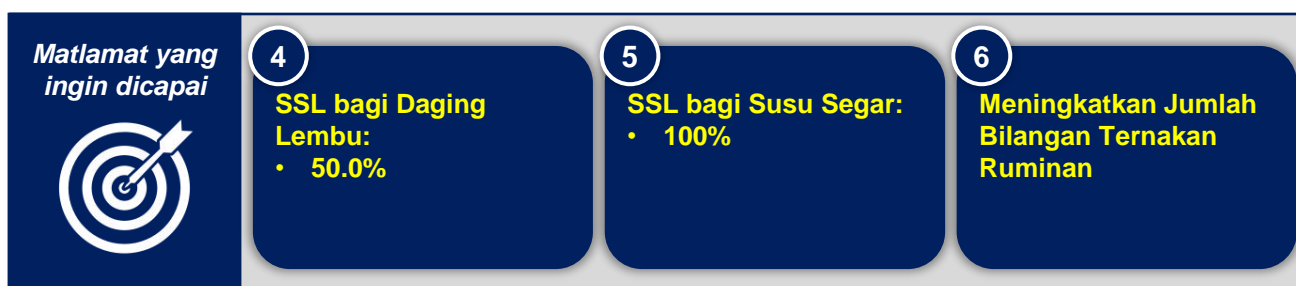 Matlamat yang
ingin dicapai
4
SSL bagi Daging
Lembu:
• 50.0%
5
SSL bagi Susu Segar:
• 100%
6
Meningkatkan Jumlah
Bilangan Ternakan
Ruminan